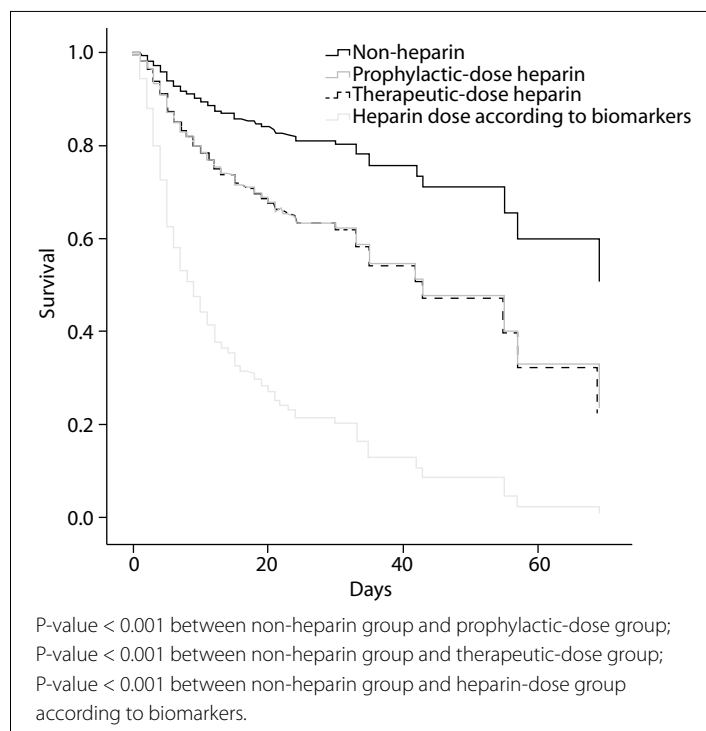 Non-heparin
Prophylactic-dose heparin
Therapeutic-dose heparin
Heparin dose according to biomarkers
1.0
0.8
0.6
0.4
0.2
0.0
Survival
0 20 40 60
Days
P-value < 0.001 between non-heparin group and prophylactic-dose group;
P-value < 0.001 between non-heparin group and therapeutic-dose group;
P-value < 0.001 between non-heparin group and heparin-dose group
according to biomarkers.